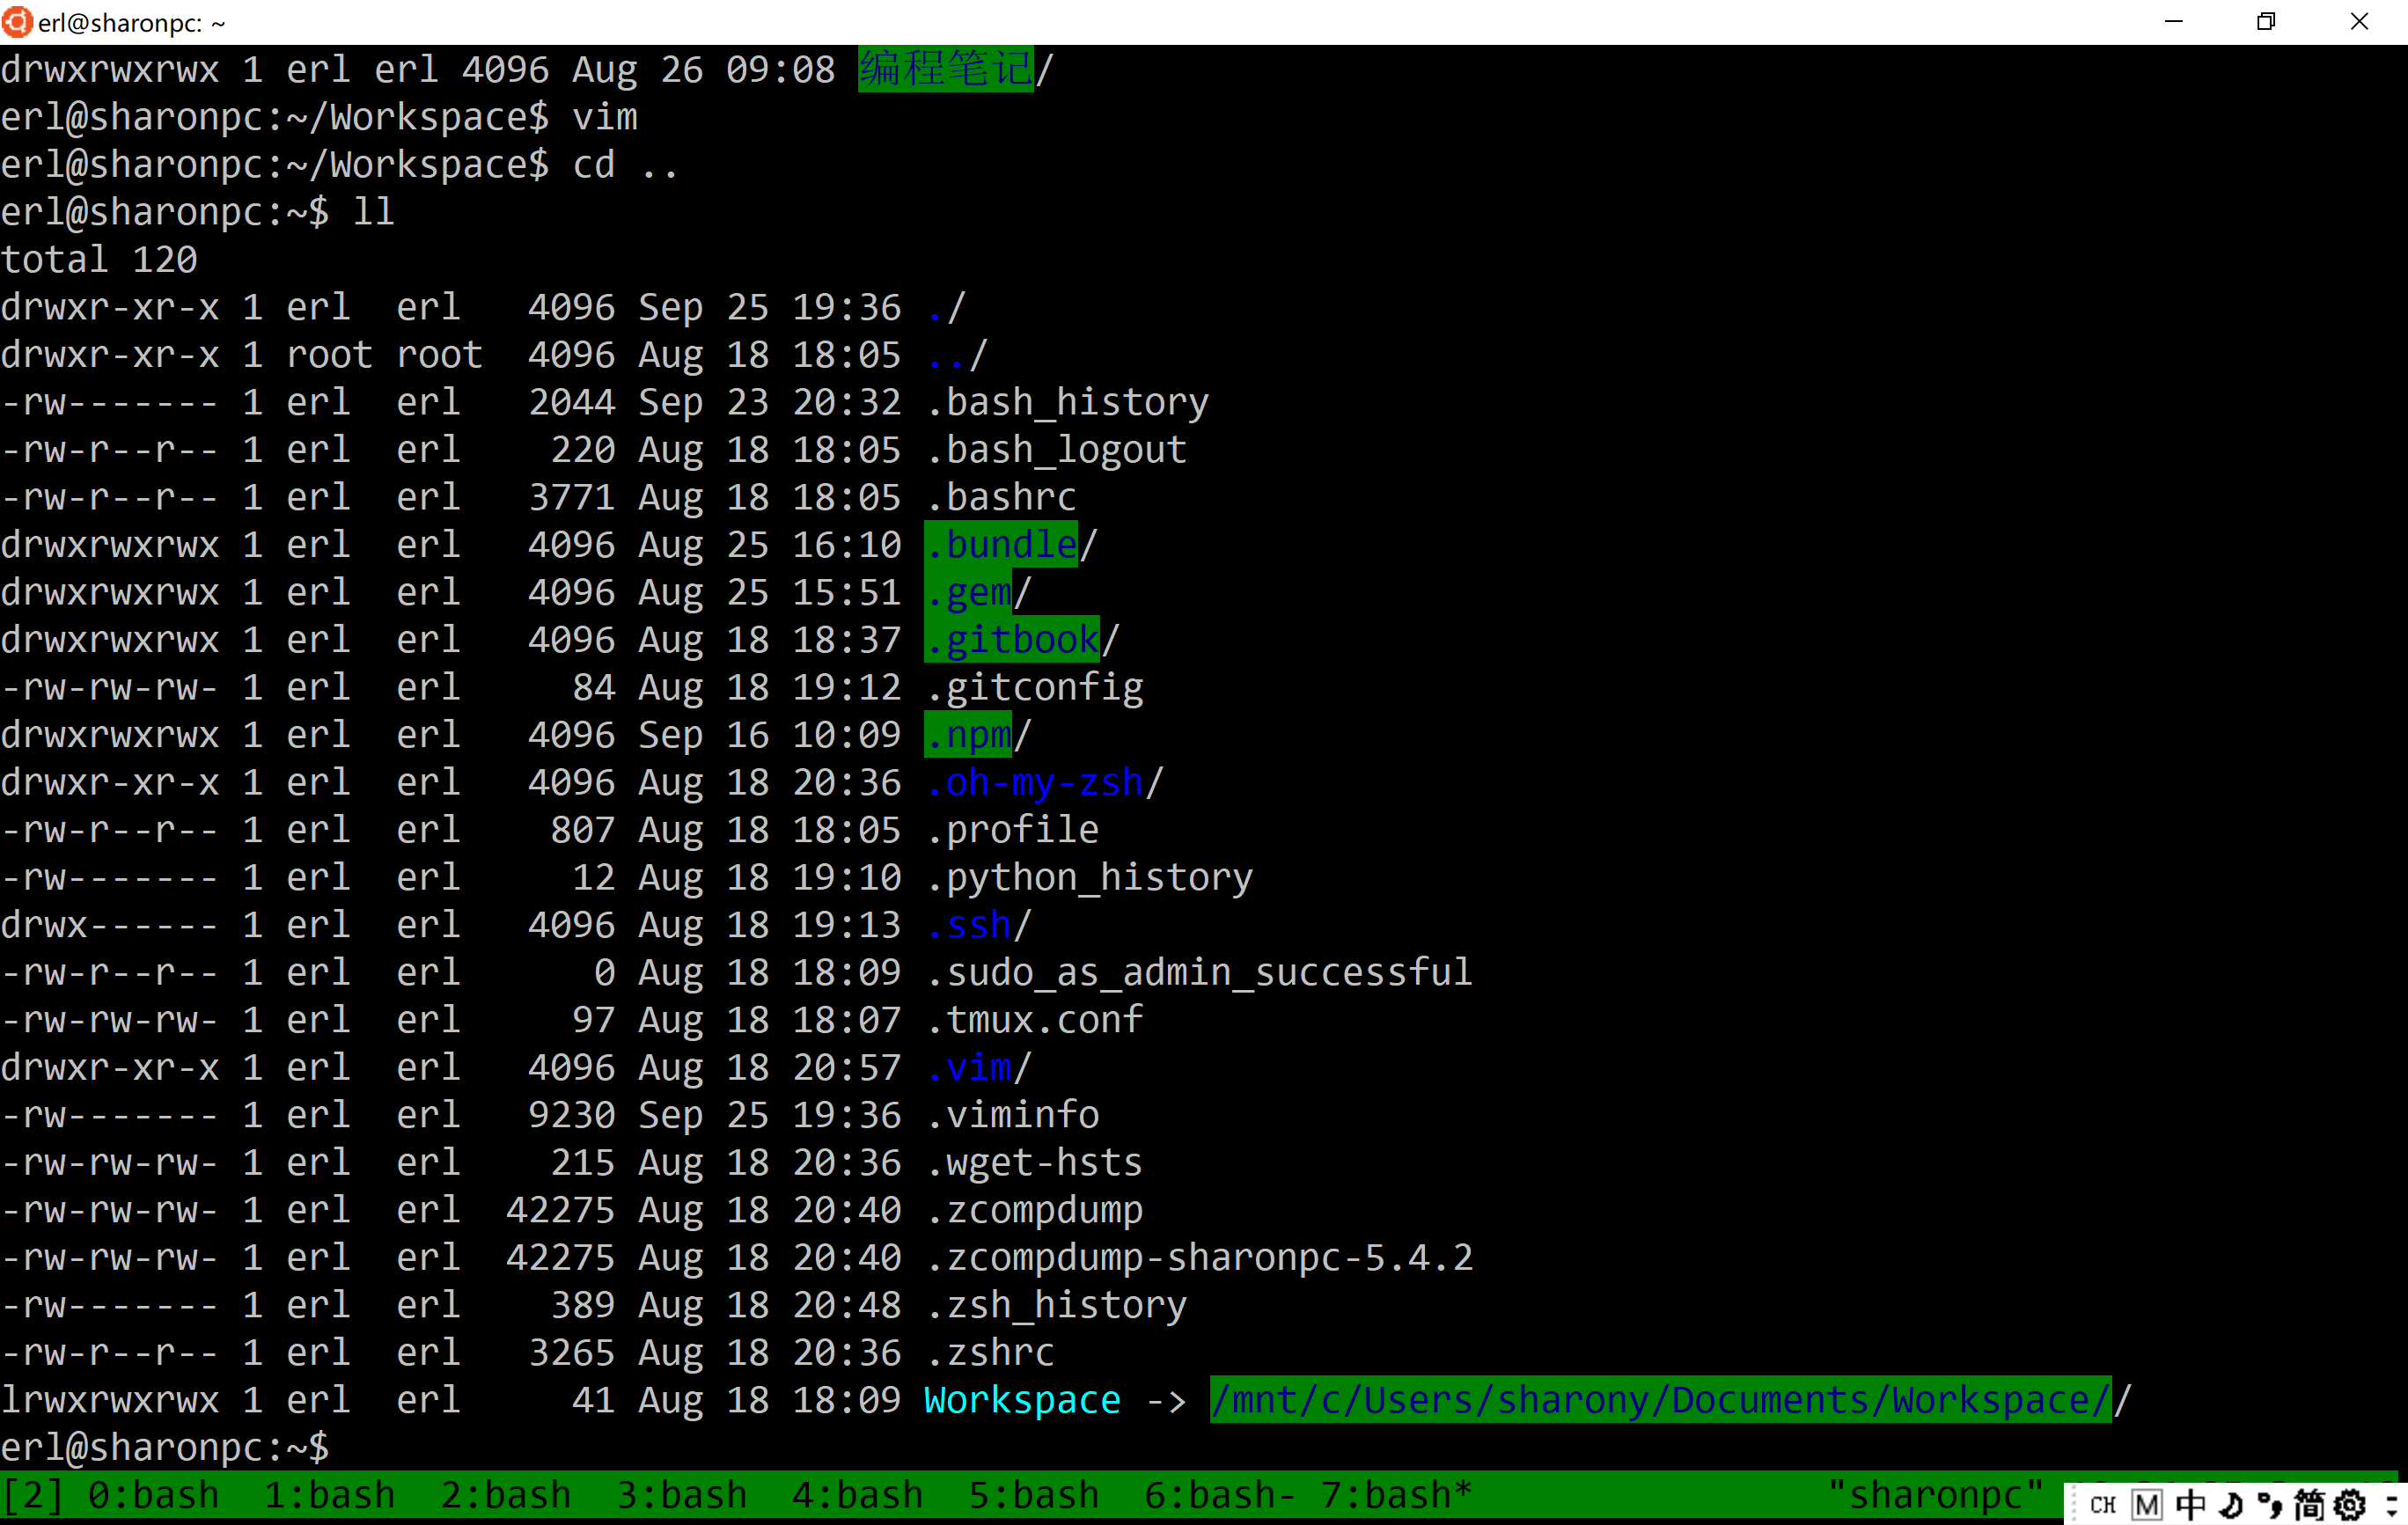 erl@sharonpc: ~
drwxrwxrwx 1 erl erl 4096 Aug 26 09:08 编程笔记/
erl@sharonpc:~/Workspace$ vim
erl@sharonpc:~/Workspace$ cd ..
erl@sharonpc:~$ ll
total 120
drwxr-xr-x 1 erl  erl   4096 Sep 25 19:36 ./
drwxr-xr-x 1 root root  4096 Aug 18 18:05 ../
-rw------- 1 erl  erl   2044 Sep 23 20:32 .bash_history
-rw-r--r-- 1 erl  erl    220 Aug 18 18:05 .bash_logout
-rw-r--r-- 1 erl  erl   3771 Aug 18 18:05 .bashrc
drwxrwxrwx 1 erl  erl   4096 Aug 25 16:10 .bundle/
drwxrwxrwx 1 erl  erl   4096 Aug 25 15:51 .gem/
drwxrwxrwx 1 erl  erl   4096 Aug 18 18:37 .gitbook/
-rw-rw-rw- 1 erl  erl     84 Aug 18 19:12 .gitconfig
drwxrwxrwx 1 erl  erl   4096 Sep 16 10:09 .npm/
drwxr-xr-x 1 erl  erl   4096 Aug 18 20:36 .oh-my-zsh/
-rw-r--r-- 1 erl  erl    807 Aug 18 18:05 .profile
-rw------- 1 erl  erl     12 Aug 18 19:10 .python_history
drwx------ 1 erl  erl   4096 Aug 18 19:13 .ssh/
-rw-r--r-- 1 erl  erl      0 Aug 18 18:09 .sudo_as_admin_successful
-rw-rw-rw- 1 erl  erl     97 Aug 18 18:07 .tmux.conf
drwxr-xr-x 1 erl  erl   4096 Aug 18 20:57 .vim/
-rw------- 1 erl  erl   9230 Sep 25 19:36 .viminfo
-rw-rw-rw- 1 erl  erl    215 Aug 18 20:36 .wget-hsts
-rw-rw-rw- 1 erl  erl  42275 Aug 18 20:40 .zcompdump
-rw-rw-rw- 1 erl  erl  42275 Aug 18 20:40 .zcompdump-sharonpc-5.4.2
-rw------- 1 erl  erl    389 Aug 18 20:48 .zsh_history
-rw-r--r-- 1 erl  erl   3265 Aug 18 20:36 .zshrc
lrwxrwxrwx 1 erl  erl     41 Aug 18 18:09 Workspace -> /mnt/c/Users/sharony/Documents/Workspace//
erl@sharonpc:~$
[2] 0:bash  1:bash  2:bash  3:bash  4:bash  5:bash  6:bash- 7:bash* "sharonpc"
CH M 中 简